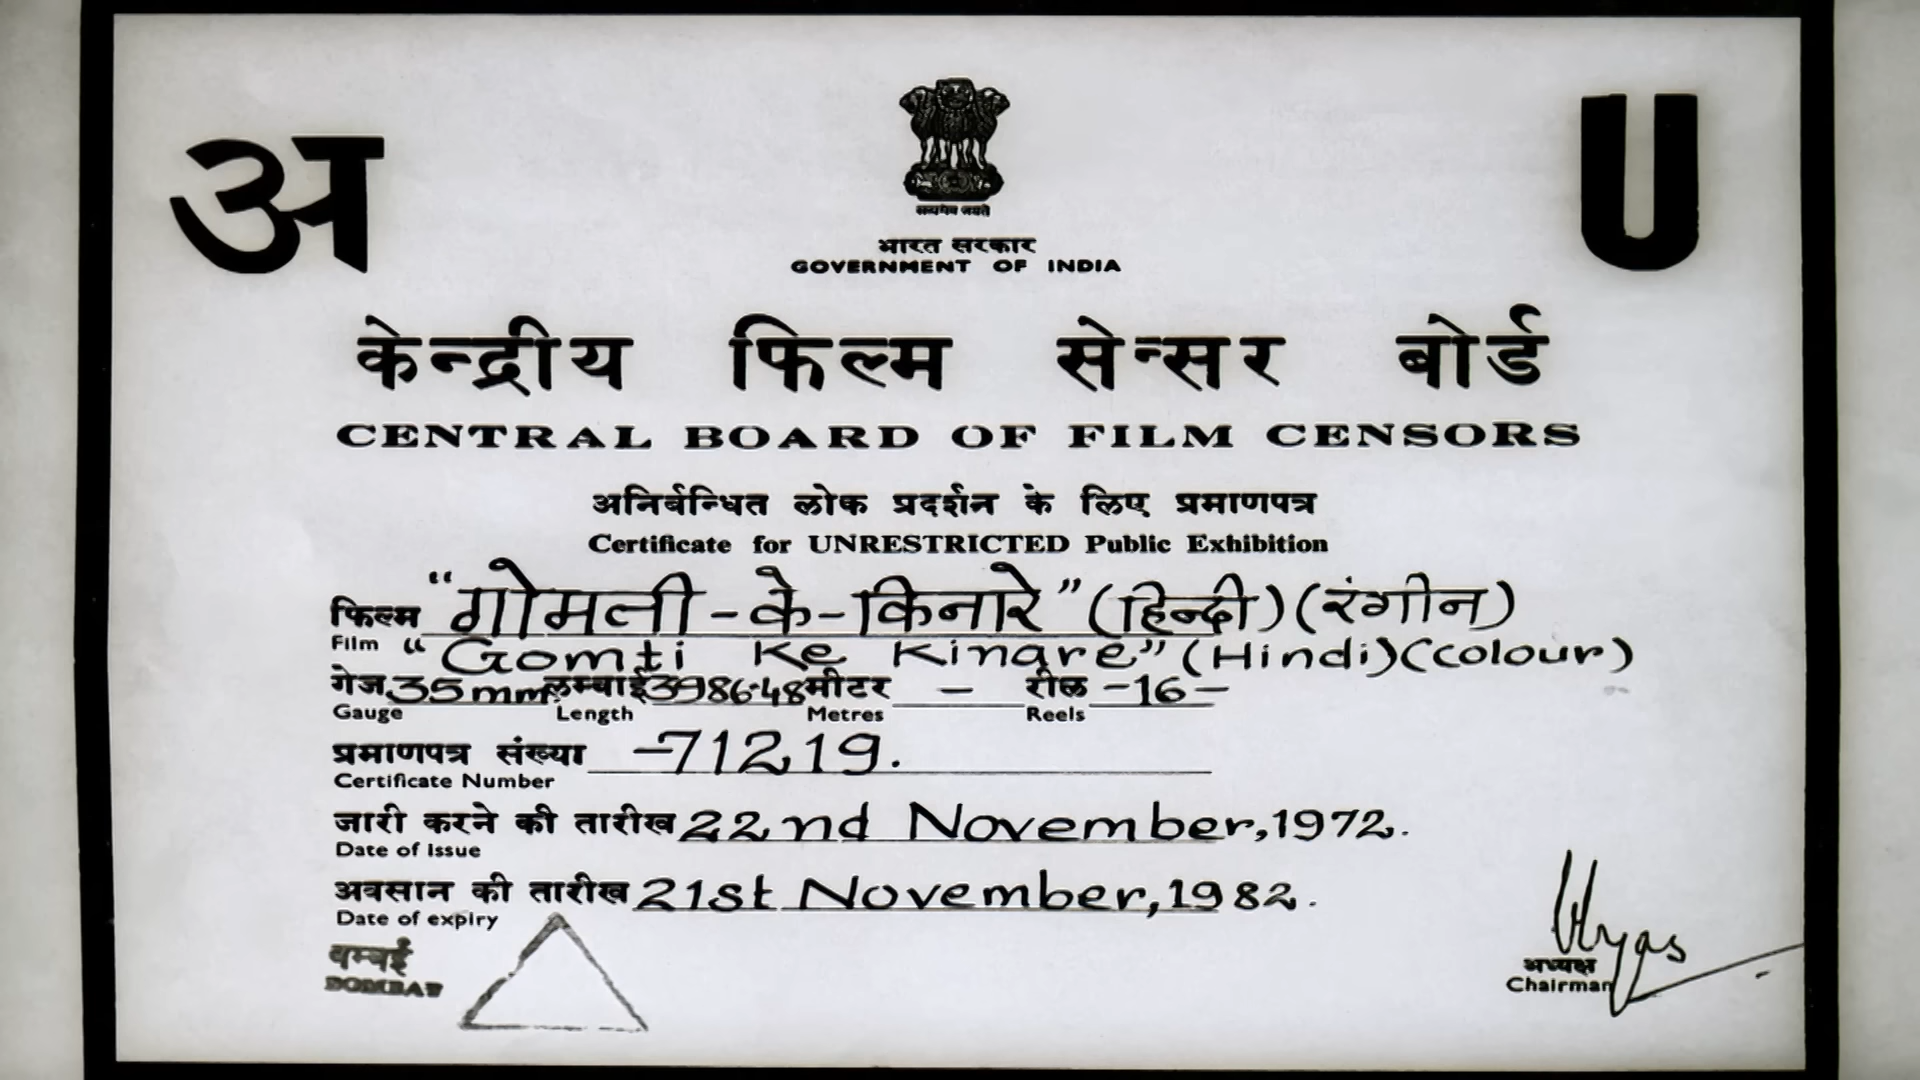 अ
U
सत्यमेव जयते
भारत सरकार
GOVERNMENT OF INDIA
केन्द्रीय फिल्म सेन्सर बोर्ड
CENTRAL BOARD OF FILM CENSORS
अनिर्बन्धित लोक प्रदर्शन के लिए प्रमाणपत्र
Certificate for UNRESTRICTED Public Exhibition
फिल्म "गोमती-के-किनारे" (हिन्दी) (रंगीन)
Film "Gomti Ke Kinare" (Hindi) (colour)
गेज 35mm लम्बाई 3986.48 मीटर — रील -16-
Gauge Length Metres Reels
प्रमाणपत्र संख्या -71219.
Certificate Number
जारी करने की तारीख 22nd November, 1972.
Date of Issue
अवसान की तारीख 21st November, 1982.
Date of expiry
बम्बई
BOMBAY
Vyas
अध्यक्ष
Chairman